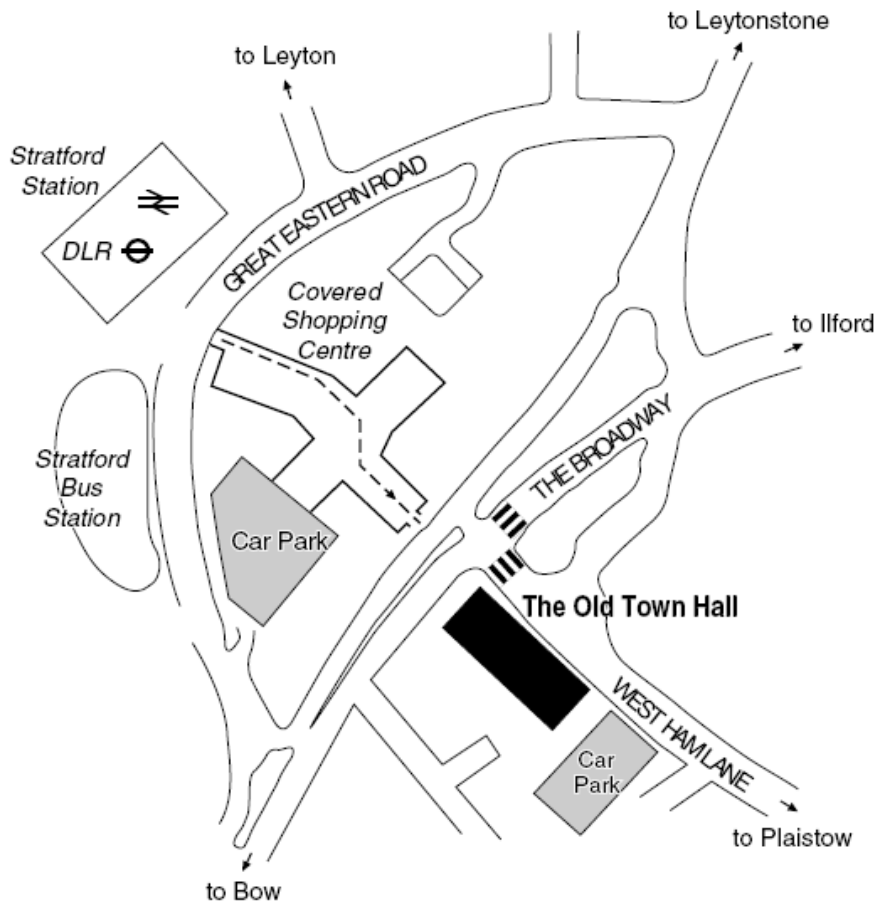 to Leytonstone
to Leyton
Stratford
Station
DLR
GREAT EASTERN ROAD
Covered
Shopping
Centre
to Ilford
THE BROADWAY
Stratford
Bus
Station
Car Park
The Old Town Hall
WEST HAM LANE
Car
Park
to Plaistow
to Bow